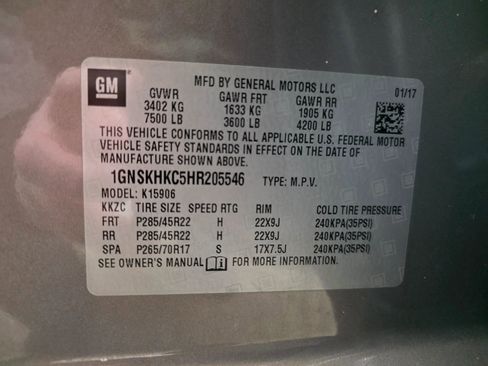 GM
MFD BY GENERAL MOTORS LLC
01/17
GVWR GAWR FRT GAWR RR
3402 KG 1633 KG 1905 KG
7500 LB 3600 LB 4200 LB
THIS VEHICLE CONFORMS TO ALL APPLICABLE U.S. FEDERAL MOTOR
VEHICLE SAFETY STANDARDS IN EFFECT ON THE DATE OF
MANUFACTURE SHOWN ABOVE.
1GNSKHKC5HR205546 TYPE: M.P.V.
MODEL: K15906
KKZC TIRE SIZE SPEED RTG RIM COLD TIRE PRESSURE
FRT P285/45R22 H 22X9J 240KPA(35PSI)
RR P285/45R22 H 22X9J 240KPA(35PSI)
SPA P265/70R17 S 17X7.5J 240KPA(35PSI)
SEE OWNER'S MANUAL FOR MORE INFORMATION.